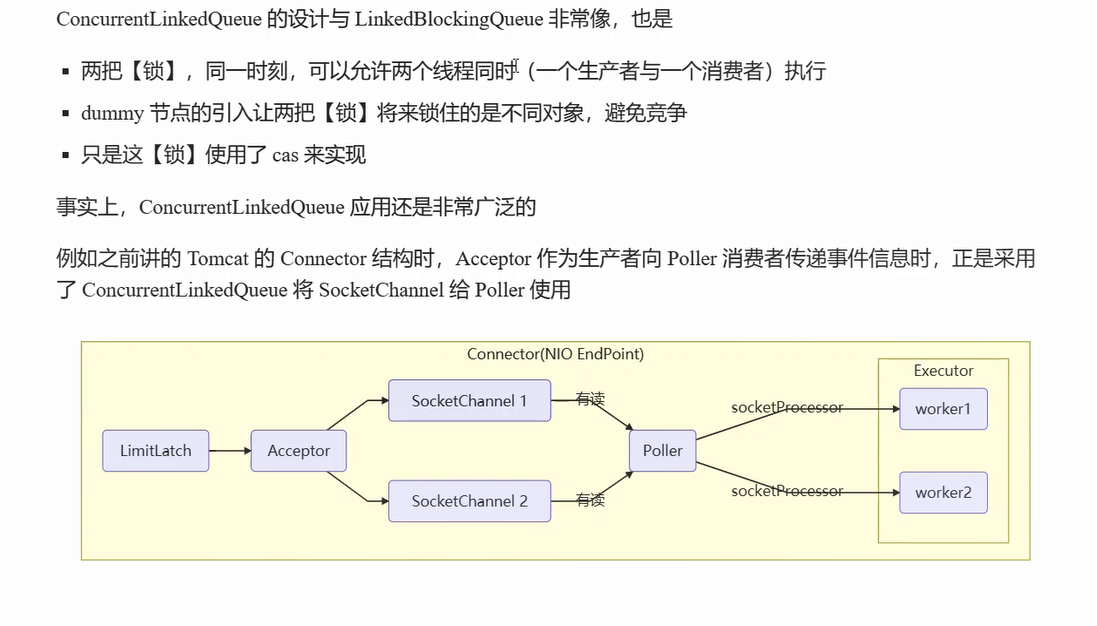 ConcurrentLinkedQueue 的设计与 LinkedBlockingQueue 非常像，也是
▪ 两把【锁】，同一时刻，可以允许两个线程同时（一个生产者与一个消费者）执行
▪ dummy 节点的引入让两把【锁】将来锁住的是不同对象，避免竞争
▪ 只是这【锁】使用了 cas 来实现
事实上，ConcurrentLinkedQueue 应用还是非常广泛的
例如之前讲的 Tomcat 的 Connector 结构时，Acceptor 作为生产者向 Poller 消费者传递事件信息时，正是采用
了 ConcurrentLinkedQueue 将 SocketChannel 给 Poller 使用
Connector(NIO EndPoint)
LimitLatch
Acceptor
SocketChannel 1
有读
SocketChannel 2
有读
Poller
socketProcessor
socketProcessor
Executor
worker1
worker2